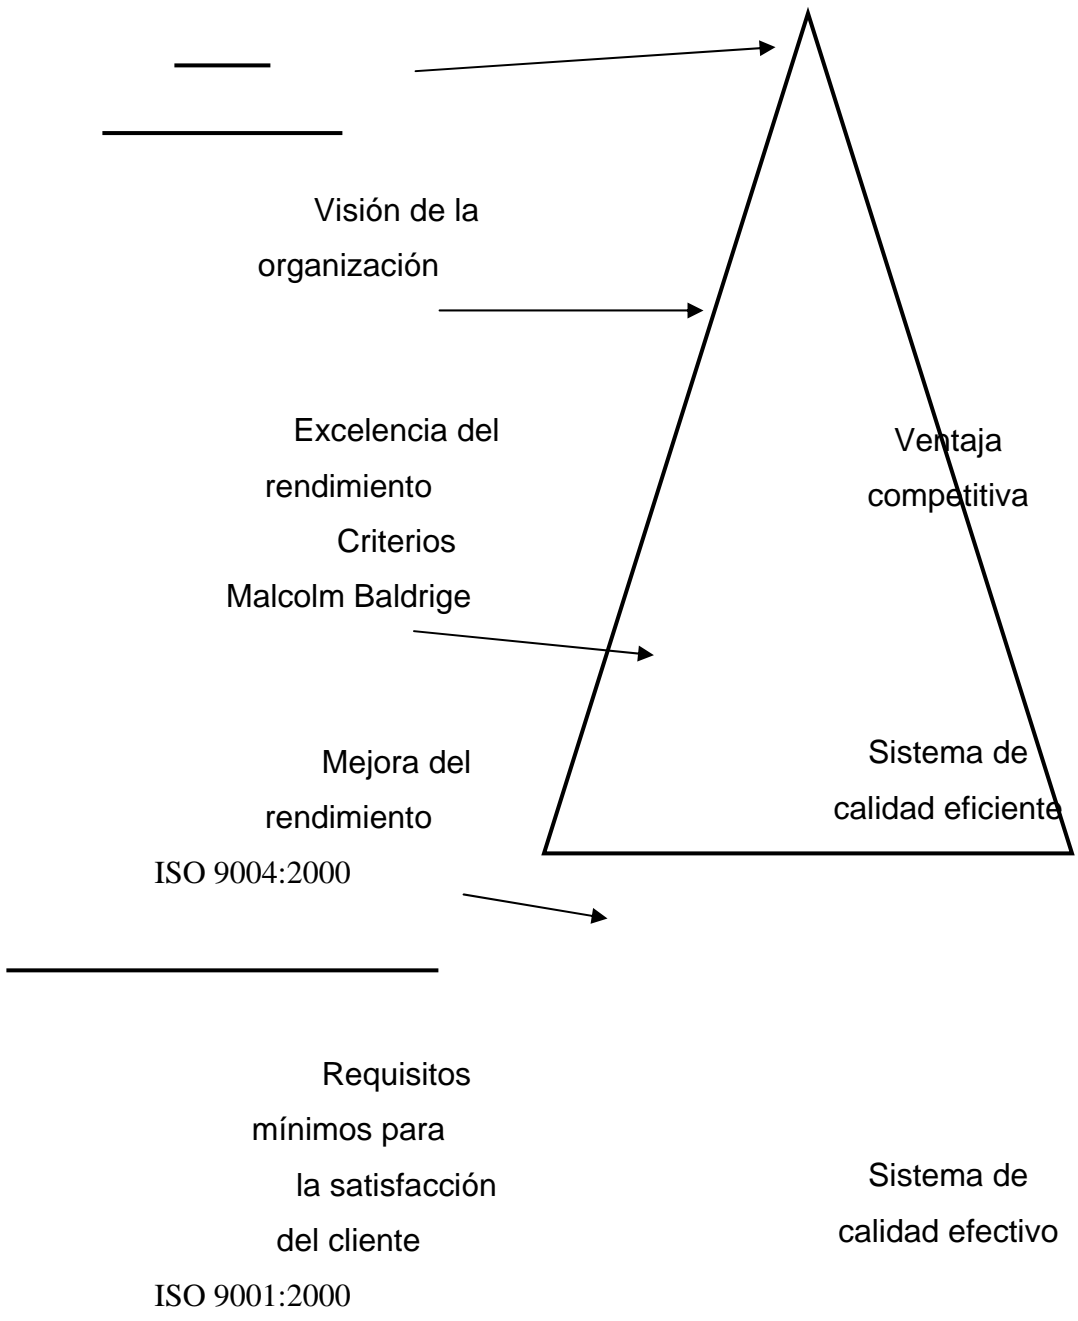 Visión de la
organización
Excelencia del
rendimiento
Criterios
Malcolm Baldrige
Ventaja
competitiva
Mejora del
rendimiento
ISO 9004:2000
Sistema de
calidad eficiente
Requisitos
mínimos para
la satisfacción
del cliente
ISO 9001:2000
Sistema de
calidad efectivo